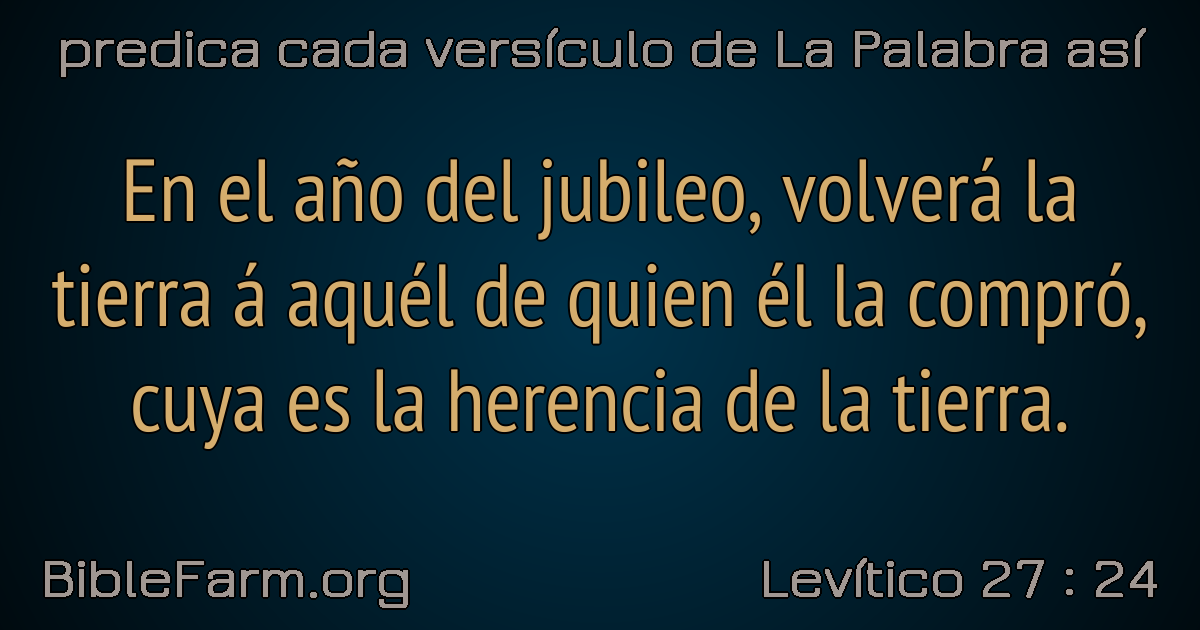 predica cada versículo de La Palabra así
En el año del jubileo, volverá la
tierra á aquél de quien él la compró,
cuya es la herencia de la tierra.
BibleFarm.org
Levítico 27 : 24